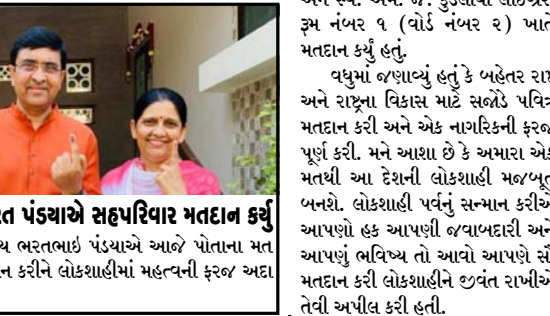 ત પંડયાએ સહપરિવાર મતદાન કર્યુ
ય ભરતભાઇ પંડયાએ આજે પોતાના મત
ન કરીને લોકશાહીમાં મહત્વની ફરજ અદા
રૂમ નંબર ૧ (વોર્ડ નંબર ૨) ખાતે
મતદાન કર્યું હતું.
વધુમાં જણાવ્યું હતું કે બહેતર રાષ્
અને રાષ્ટ્રના વિકાસ માટે સજોડે પવિત્ર
મતદાન કરી અને એક નાગરિકની ફરજ
પૂર્ણ કરી. મને આશા છે કે અમારા એક
મતથી આ દેશની લોકશાહી મજબૂત
બનશે. લોકશાહી પર્વનું સન્માન કરીએ
આપણો હક આપણી જવાબદારી અને
આપણું ભવિષ્ય તો આવો આપણે સૌ
મતદાન કરી લોકશાહીને જીવંત રાખીએ
તેવી અપીલ કરી હતી.